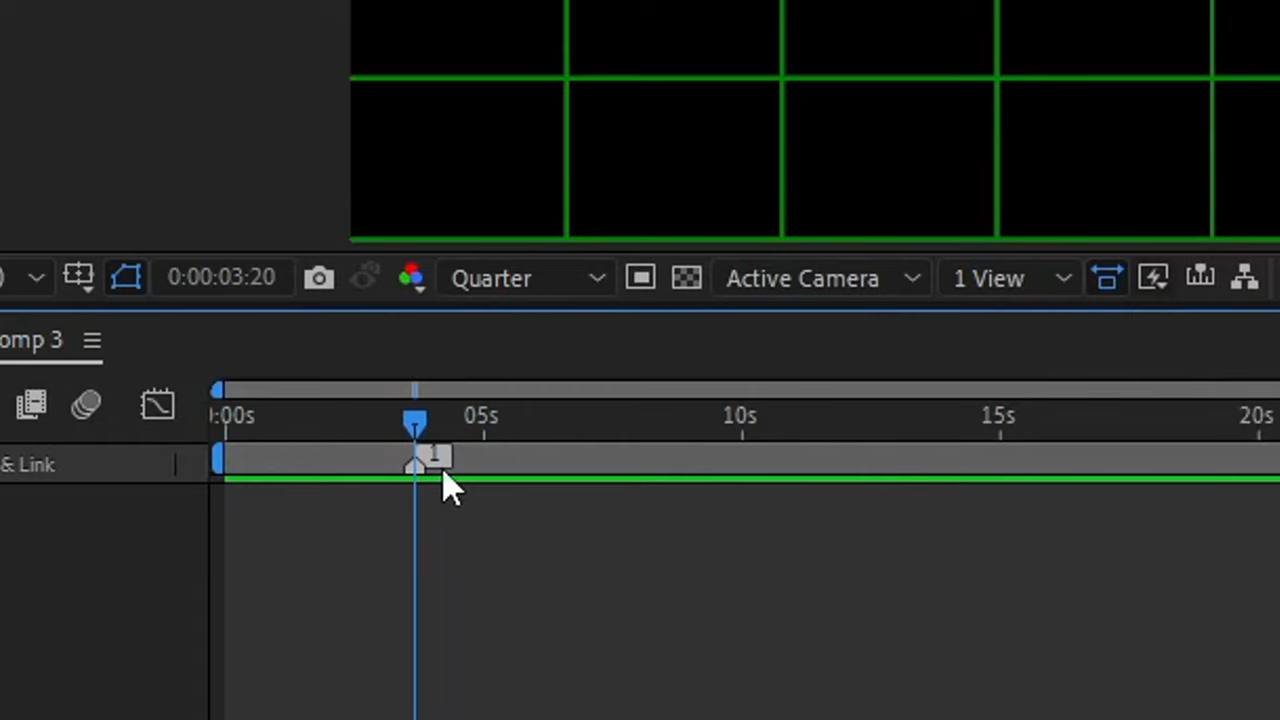 0:00:03:20 Quarter Active Camera 1 View
omp 3
:00s 05s 10s 15s 20s
1
& Link